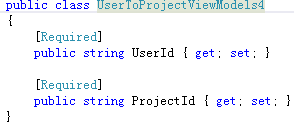 public class UserToProjectViewModels4
{
[Required]
public string UserId { get; set; }
[Required]
public string ProjectId { get; set; }
}